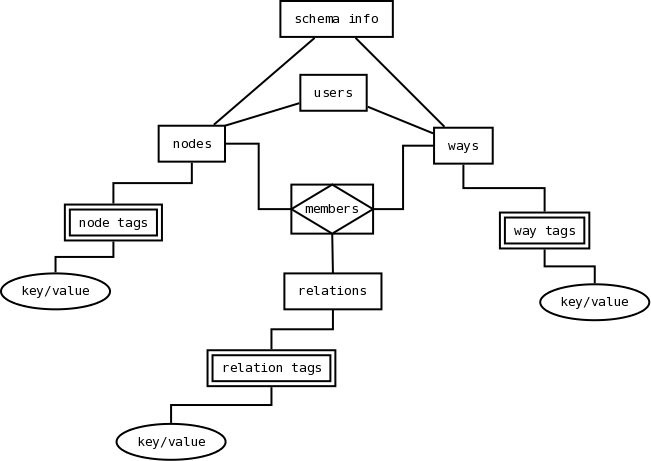 schema info
users
nodes
ways
members
node tags
way tags
key/value
relations
key/value
relation tags
key/value